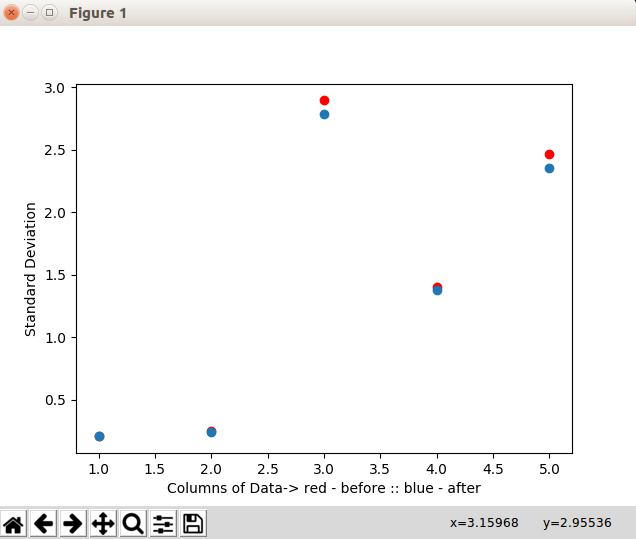 Figure 1
3.0
2.5
2.0
1.5
1.0
0.5
Standard Deviation
1.0 1.5 2.0 2.5 3.0 3.5 4.0 4.5 5.0
Columns of Data-> red - before :: blue - after
x=3.15968 y=2.95536